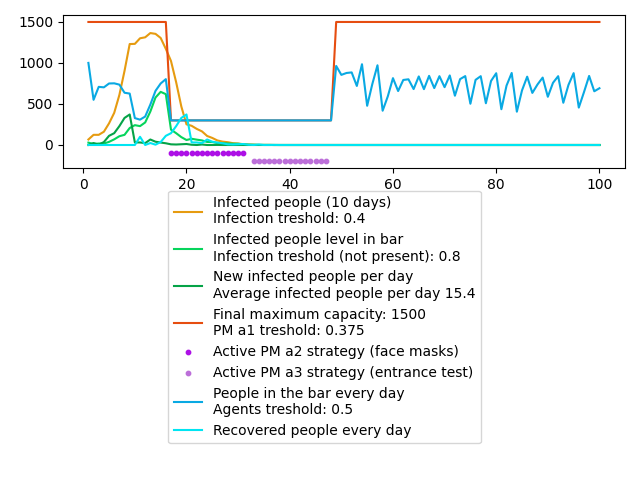 1500
1000
500
0
0
20
40
60
80
100
Infected people (10 days)
Infection treshold: 0.4
Infected people level in bar
Infection treshold (not present): 0.8
New infected people per day
Average infected people per day 15.4
Final maximum capacity: 1500
PM a1 treshold: 0.375
Active PM a2 strategy (face masks)
Active PM a3 strategy (entrance test)
People in the bar every day
Agents treshold: 0.5
Recovered people every day